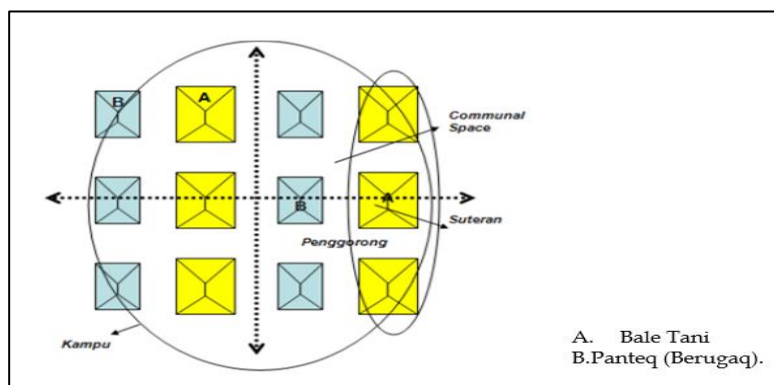 B
A
Communal
Space
A
B
Suteran
Penggorong
Kampu
A. Bale Tani
B.Panteq (Berugaq).